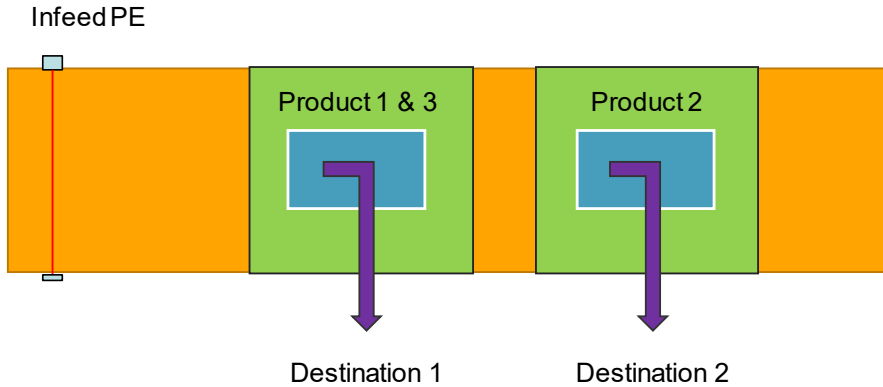 Infeed PE
Product 1 & 3
Product 2
Destination 1
Destination 2